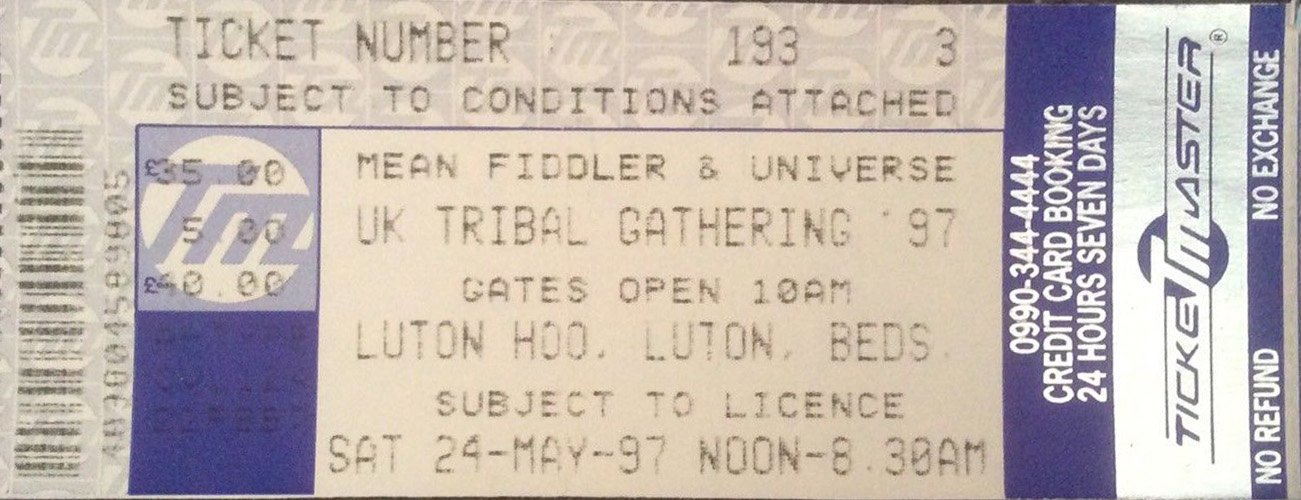 TICKET NUMBER : 193 3
SUBJECT TO CONDITIONS ATTACHED
£35.00
5.00
£40.00
MEAN FIDDLER & UNIVERSE
UK TRIBAL GATHERING '97
GATES OPEN 10AM
LUTON HOO, LUTON, BEDS.
SUBJECT TO LICENCE
SAT 24-MAY-97 NOON-8.30AM
0990-344-4444
CREDIT CARD BOOKING
24 HOURS SEVEN DAYS
TICKETMASTER®
NO REFUND NO EXCHANGE